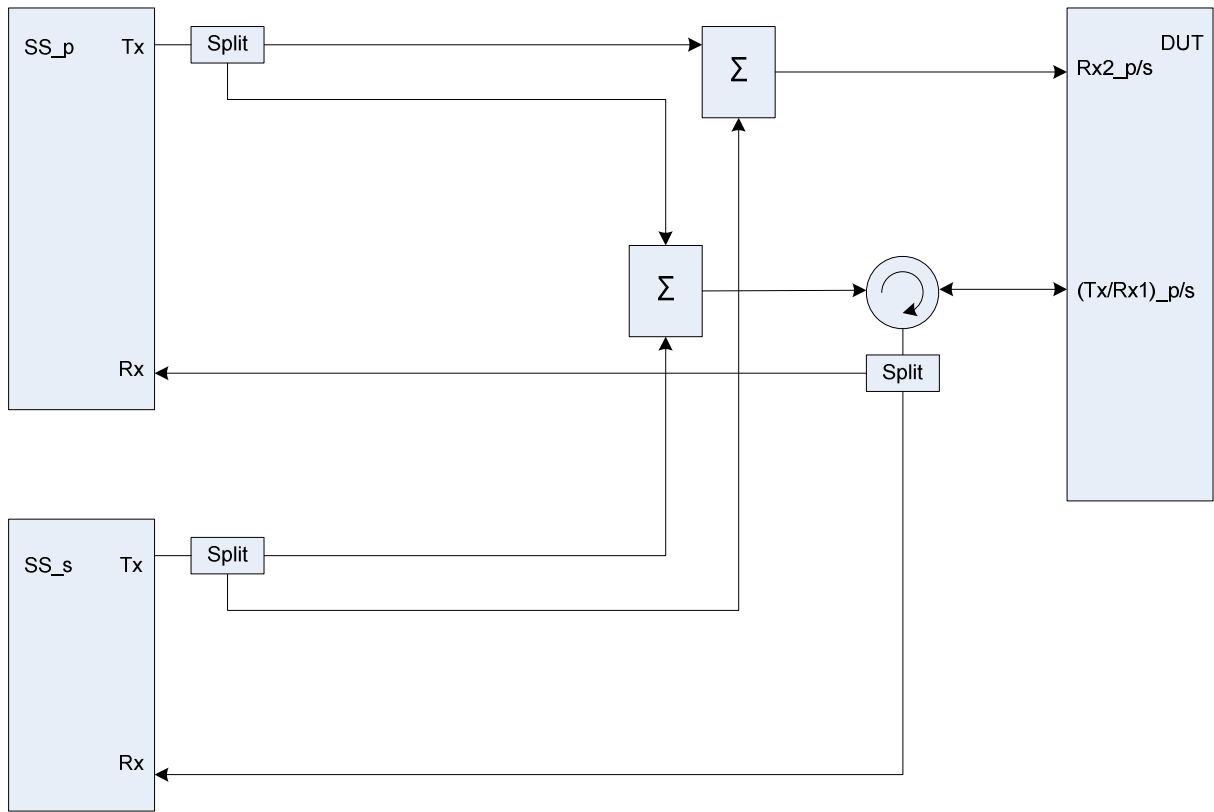 SS_p
Tx
Split
Σ
DUT
Rx2_p/s
Σ
(Tx/Rx1)_p/s
Rx
Split
SS_s
Tx
Split
Rx